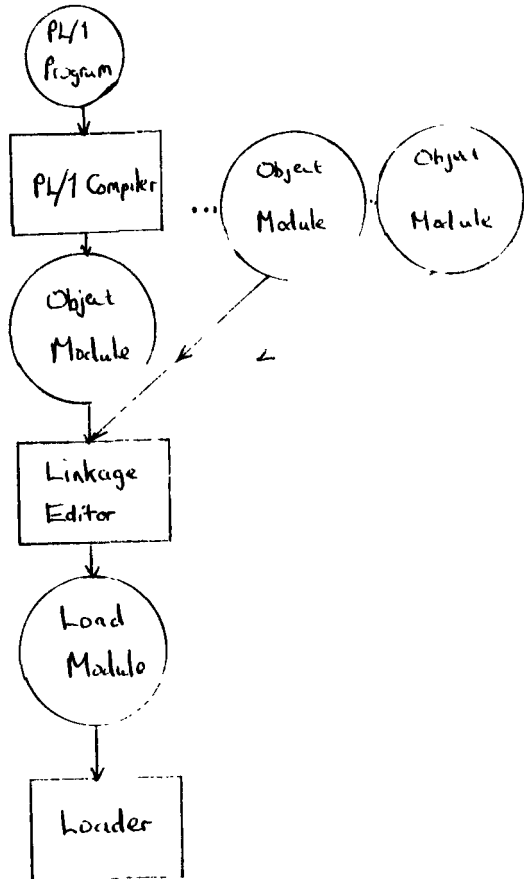 PL/1
Program
PL/1 Compiler
...
Object
Module
Object
Module
Object
Module
Linkage
Editor
Load
Module
Loader